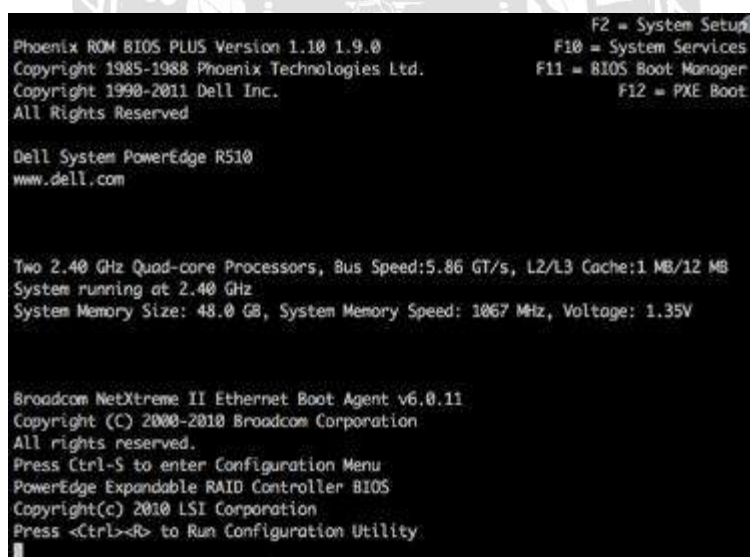 F2 = System Setup
Phoenix ROM BIOS PLUS Version 1.10 1.9.0
F10 = System Services
Copyright 1985-1988 Phoenix Technologies Ltd.
F11 = BIOS Boot Manager
Copyright 1990-2011 Dell Inc.
F12 = PXE Boot
All Rights Reserved
Dell System PowerEdge R510
www.dell.com
Two 2.40 GHz Quad-core Processors, Bus Speed:5.86 GT/s, L2/L3 Cache:1 MB/12 MB
System running at 2.40 GHz
System Memory Size: 48.0 GB, System Memory Speed: 1067 MHz, Voltage: 1.35V
Broadcom NetXtreme II Ethernet Boot Agent v6.0.11
Copyright (C) 2000-2010 Broadcom Corporation
All rights reserved.
Press Ctrl-S to enter Configuration Menu
PowerEdge Expandable RAID Controller BIOS
Copyright(c) 2010 LSI Corporation
Press <Ctrl><R> to Run Configuration Utility